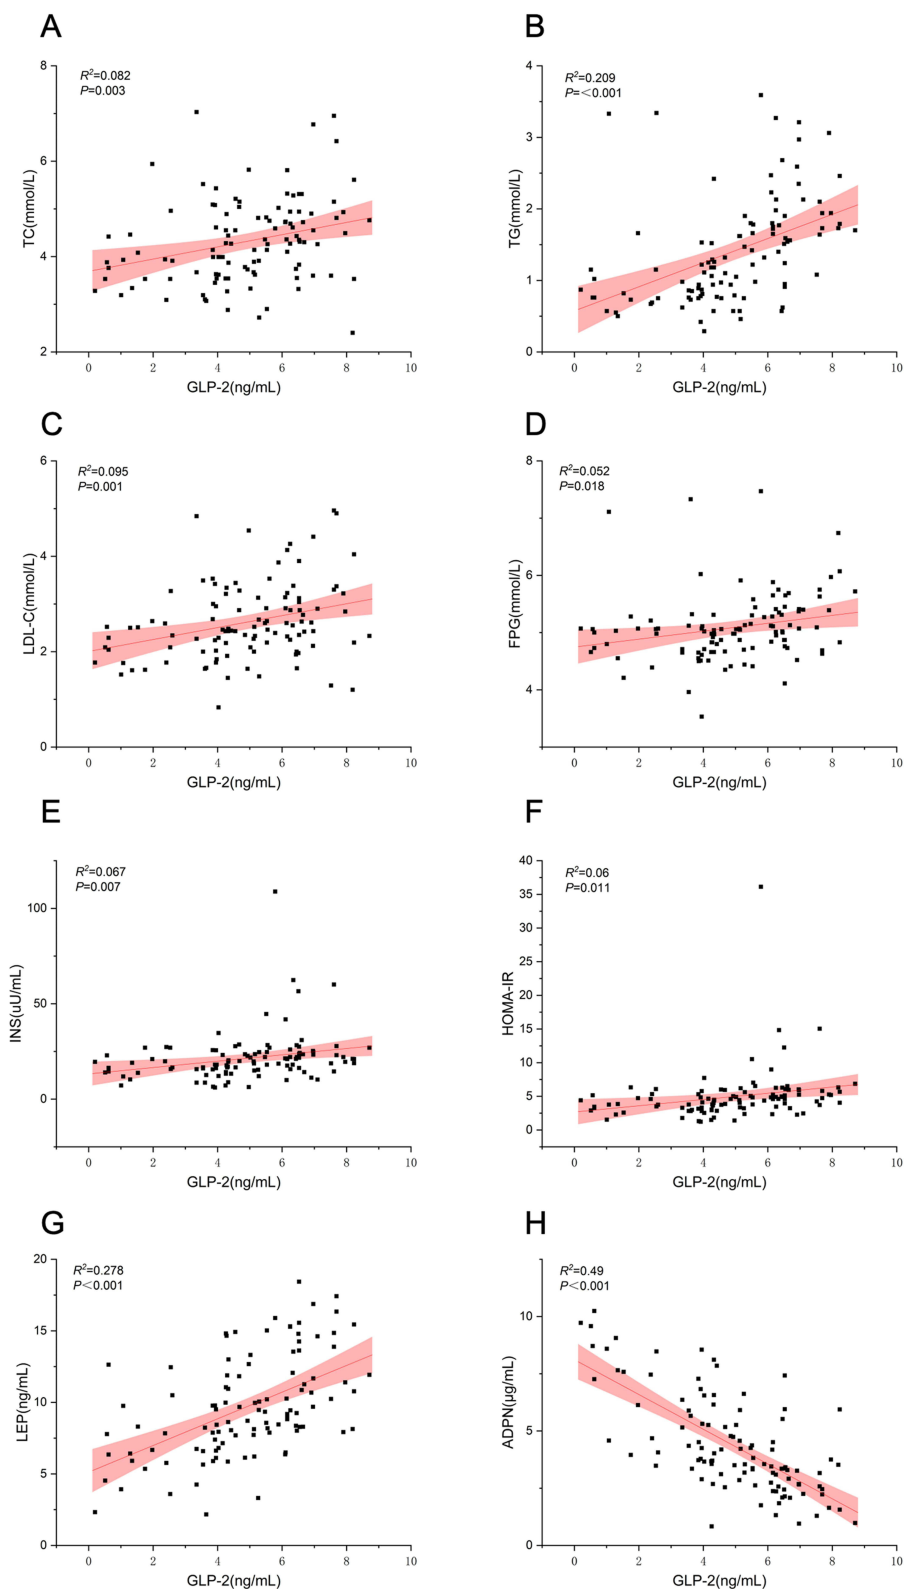 A
R²=0.082
P=0.003
8
6
4
2
TC(mmol/L)
0 2 4 6 8 10
GLP-2(ng/mL)
B
R²=0.209
P=<0.001
4
3
2
1
0
TG(mmol/L)
0 2 4 6 8 10
GLP-2(ng/mL)
C
R²=0.095
P=0.001
6
4
2
0
LDL-C(mmol/L)
0 2 4 6 8 10
GLP-2(ng/mL)
D
R²=0.052
P=0.018
8
6
4
FPG(mmol/L)
0 2 4 6 8 10
GLP-2(ng/mL)
E
R²=0.067
P=0.007
100
50
0
INS(uU/mL)
0 2 4 6 8 10
GLP-2(ng/mL)
F
R²=0.06
P=0.011
40
35
30
25
20
15
10
5
0
HOMA-IR
0 2 4 6 8 10
GLP-2(ng/mL)
G
R²=0.278
P<0.001
20
15
10
5
0
LEP(ng/mL)
0 2 4 6 8 10
GLP-2(ng/mL)
H
R²=0.49
P<0.001
10
5
0
ADPN(μg/mL)
0 2 4 6 8 10
GLP-2(ng/mL)